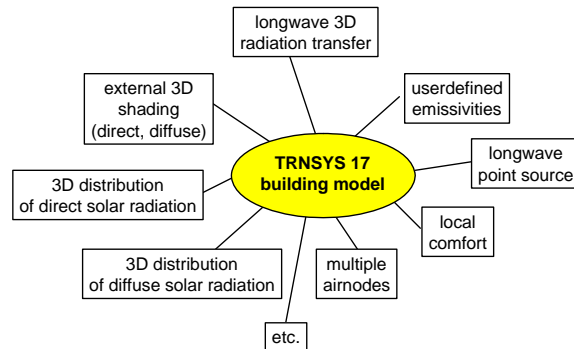 longwave 3D
radiation transfer
external 3D
shading
(direct, diffuse)
userdefined
emissivities
TRNSYS 17
building model
longwave
point source
3D distribution
of direct solar radiation
local
comfort
3D distribution
of diffuse solar radiation
multiple
airnodes
etc.